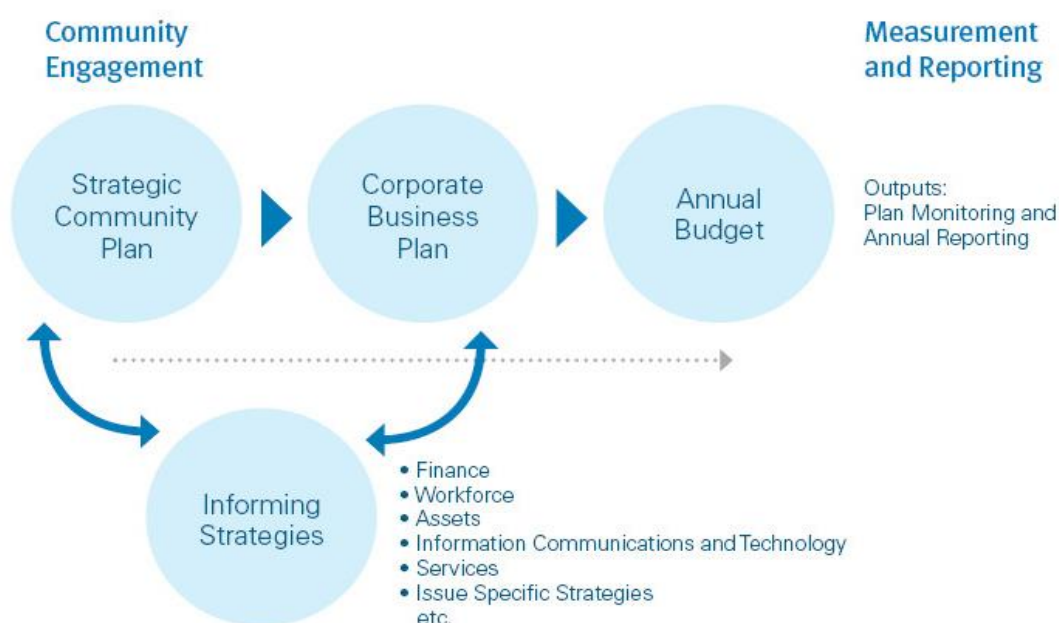 Community
Engagement
Measurement
and Reporting
Strategic
Community
Plan
Corporate
Business
Plan
Annual
Budget
Outputs:
Plan Monitoring and
Annual Reporting
Informing
Strategies
• Finance
• Workforce
• Assets
• Information Communications and Technology
• Services
• Issue Specific Strategies
etc.